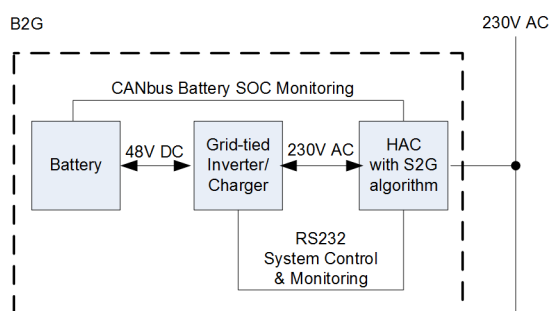 B2G
230V AC
CANbus Battery SOC Monitoring
Battery
48V DC
Grid-tied
Inverter/
Charger
230V AC
HAC
with S2G
algorithm
RS232
System Control
& Monitoring